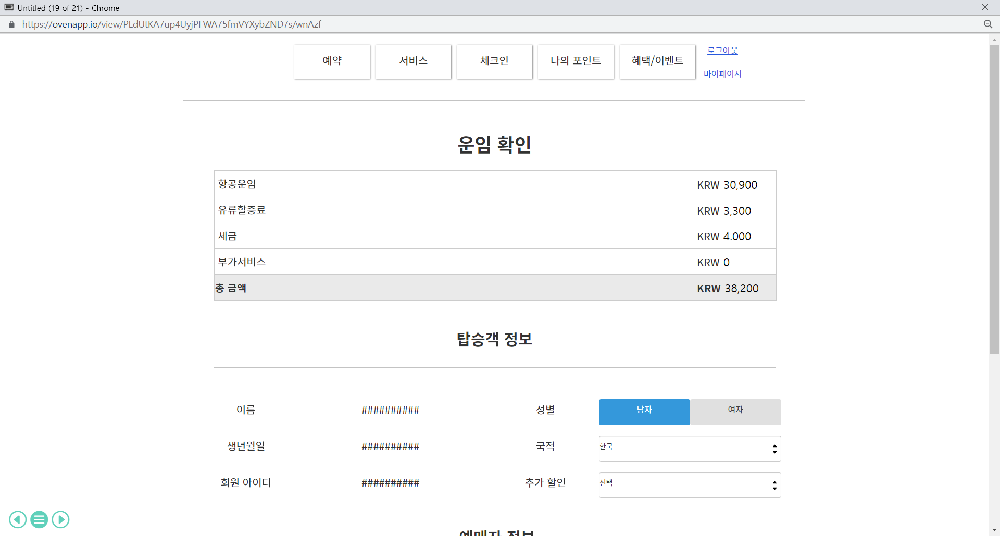 Untitled (19 of 21) - Chrome
https://ovenapp.io/view/PLdUtKA7up4UyjPFWA75fmVYXybZND7s/wnAzf
예약 서비스 체크인 나의 포인트 혜택/이벤트 로그아웃
마이페이지
운임 확인
항공운임 KRW 30,900
유류할증료 KRW 3,300
세금 KRW 4.000
부가서비스 KRW 0
총 금액 KRW 38,200
탑승객 정보
이름 ########## 성별 남자 여자
생년월일 ########## 국적 한국
회원 아이디 ########## 추가 할인 선택
예매자 정보